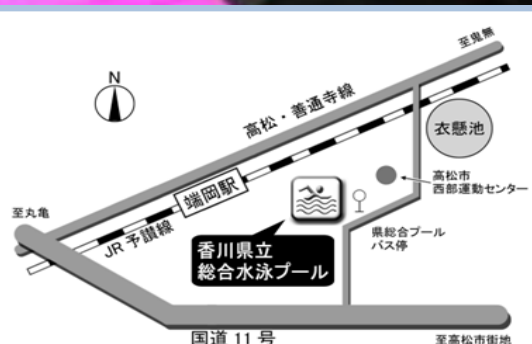 至鬼無
N
高松・善通寺線
衣懸池
高松市
西部運動センター
端岡駅
至丸亀
JR予讃線
県総合プール
バス停
香川県立
総合水泳プール
国道11号
至高松市街地